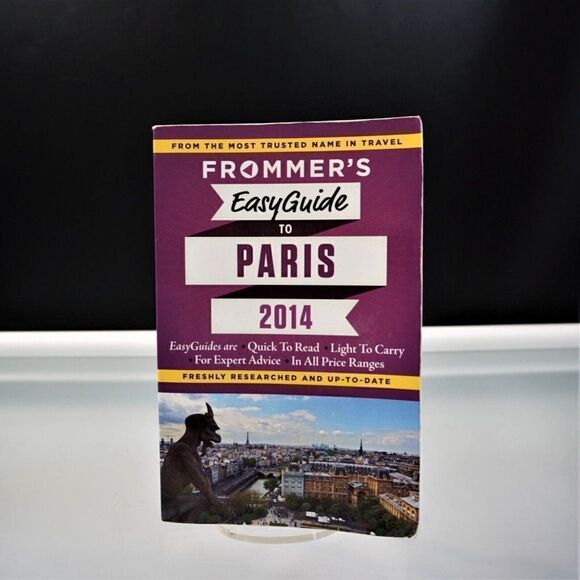 FROM THE MOST TRUSTED NAME IN TRAVEL
FROMMER'S
EasyGuide
TO
PARIS
2014
EasyGuides are • Quick To Read • Light To Carry
• For Expert Advice • In All Price Ranges
FRESHLY RESEARCHED AND UP-TO-DATE